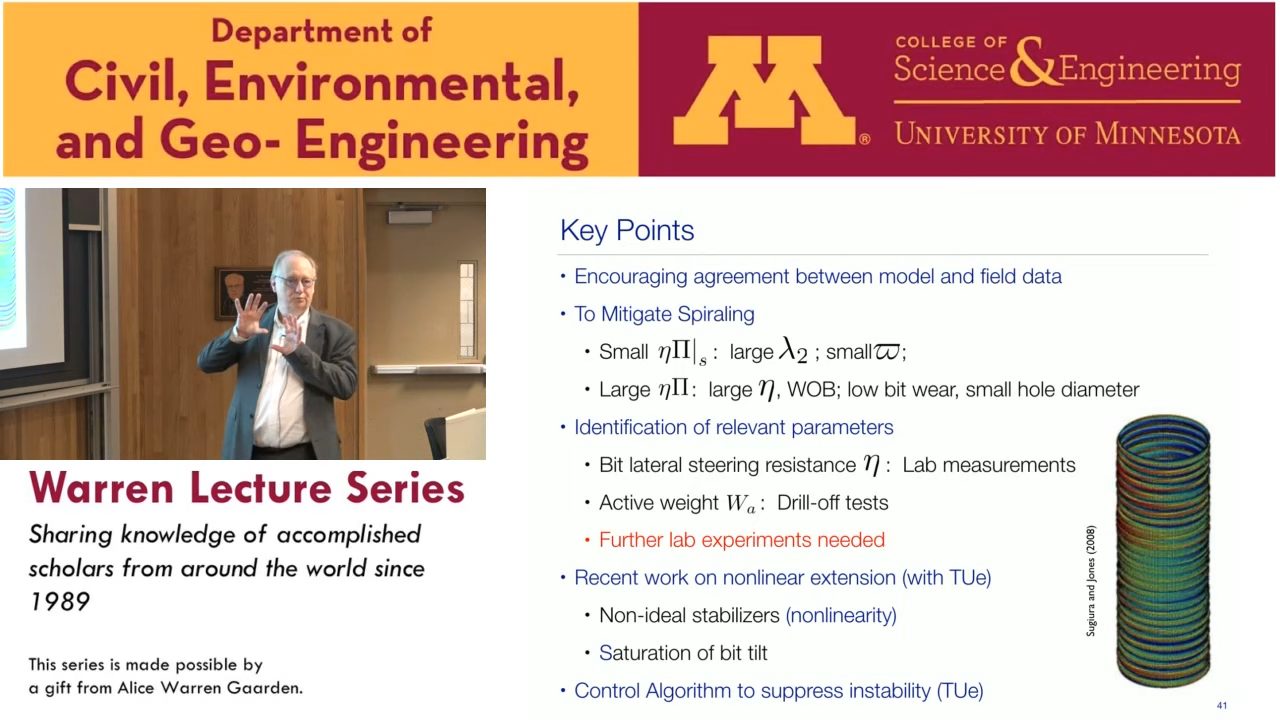 Department of
Civil, Environmental,
and Geo- Engineering
COLLEGE OF
Science & Engineering
UNIVERSITY OF MINNESOTA
M®
Warren Lecture Series
Sharing knowledge of accomplished
scholars from around the world since
1989
This series is made possible by
a gift from Alice Warren Gaarden.
Key Points
• Encouraging agreement between model and field data
• To Mitigate Spiraling
• Small ηΠ|s : large λ2 ; small ϖ;
• Large ηΠ: large η, WOB; low bit wear, small hole diameter
• Identification of relevant parameters
• Bit lateral steering resistance η : Lab measurements
• Active weight Wa : Drill-off tests
• Further lab experiments needed
• Recent work on nonlinear extension (with TUe)
• Non-ideal stabilizers (nonlinearity)
• Saturation of bit tilt
• Control Algorithm to suppress instability (TUe)
Sugiura and Jones (2008)
41